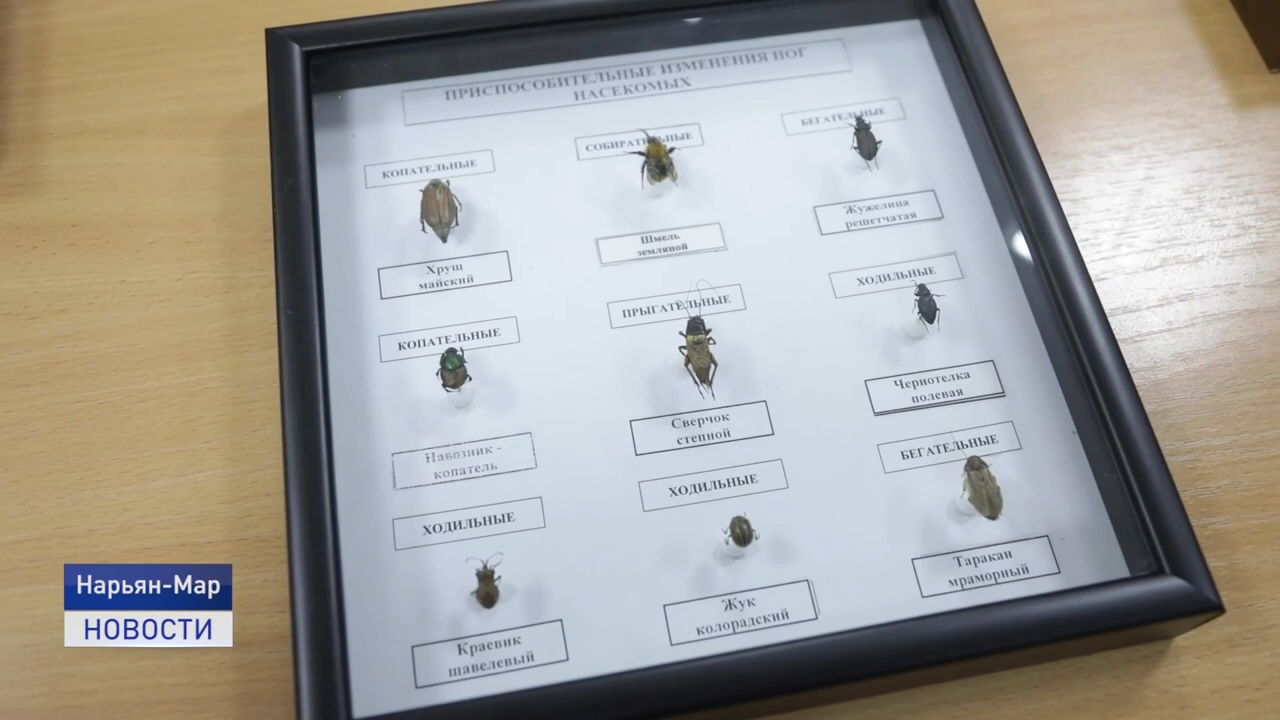 ПРИСПОСОБИТЕЛЬНЫЕ ИЗМЕНЕНИЯ НОГ
НАСЕКОМЫХ
КОПАТЕЛЬНЫЕ
Хрущ
майский
СОБИРАТЕЛЬНЫЕ
Шмель
земляной
БЕГАТЕЛЬНЫЕ
Жужелица
решетчатая
КОПАТЕЛЬНЫЕ
Навозник -
копатель
ПРЫГАТЕЛЬНЫЕ
Сверчок
степной
ХОДИЛЬНЫЕ
Чернотелка
полевая
ХОДИЛЬНЫЕ
Краевик
щавелевый
ХОДИЛЬНЫЕ
Жук
колорадский
БЕГАТЕЛЬНЫЕ
Таракан
мраморный
Нарьян-Мар
НОВОСТИ